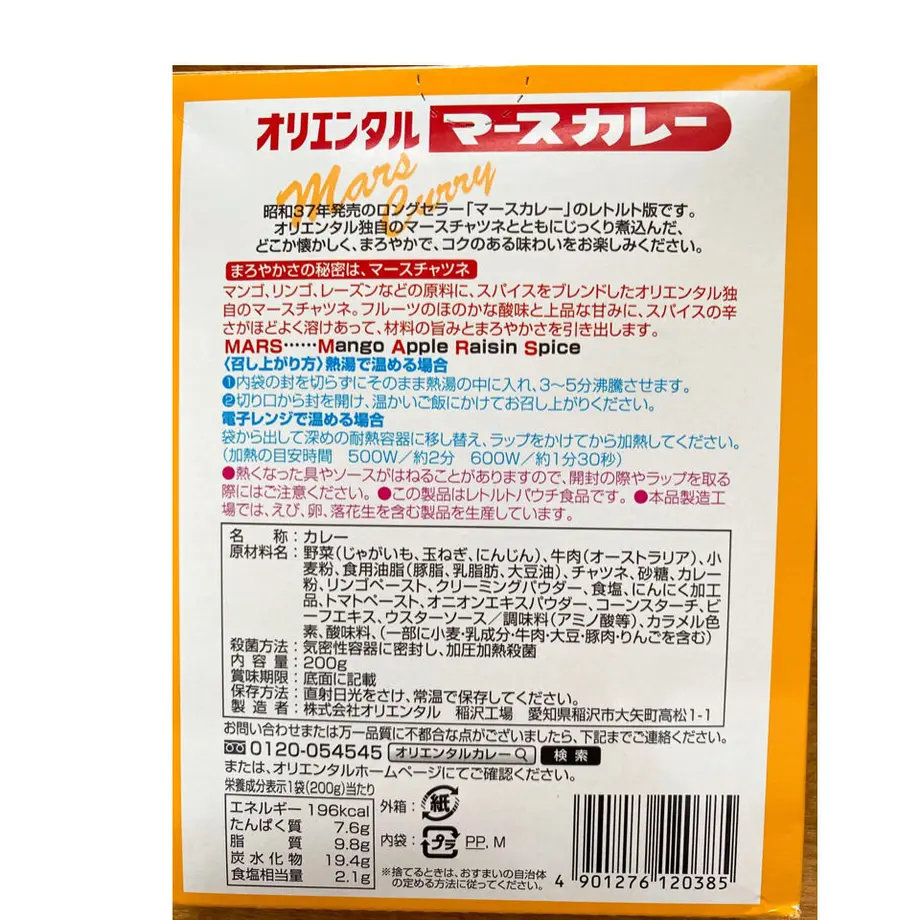 オリエンタル マースカレー
Mars Curry
昭和37年発売のロングセラー「マースカレー」のレトルト版です。
オリエンタル独自のマースチャツネとともにじっくり煮込んだ、
どこか懐かしく、まろやかで、コクのある味わいをお楽しみください。
まろやかさの秘密は、マースチャツネ
マンゴ、リンゴ、レーズンなどの原料に、スパイスをブレンドしたオリエンタル独
自のマースチャツネ。フルーツのほのかな酸味と上品な甘みに、スパイスの辛
さがほどよく溶けあって、材料の旨みとまろやかさを引き出します。
MARS……Mango Apple Raisin Spice
〈召し上がり方〉熱湯で温める場合
❶内袋の封を切らずにそのまま熱湯の中に入れ、3〜5分沸騰させます。
❷切り口から封を開け、温かいご飯にかけてお召し上がりください。
電子レンジで温める場合
袋から出して深めの耐熱容器に移し替え、ラップをかけてから加熱してください。
(加熱の目安時間 500W/約2分 600W/約1分30秒)
●熱くなった具やソースがはねることがありますので、開封の際やラップを取る
際にはご注意ください。●この製品はレトルトパウチ食品です。●本品製造工
場では、えび、卵、落花生を含む製品を生産しています。
名称:カレー
原材料名:野菜(じゃがいも、玉ねぎ、にんじん)、牛肉(オーストラリア)、小
麦粉、食用油脂(豚脂、乳脂肪、大豆油)、チャツネ、砂糖、カレー
粉、リンゴペースト、クリーミングパウダー、食塩、にんにく加工
品、トマトペースト、オニオンエキスパウダー、コーンスターチ、ビ
ーフエキス、ウスターソース/調味料(アミノ酸等)、カラメル色
素、酸味料、(一部に小麦・乳成分・牛肉・大豆・豚肉・りんごを含む)
殺菌方法:気密性容器に密封し、加圧加熱殺菌
内容量:200g
賞味期限:底面に記載
保存方法:直射日光をさけ、常温で保存してください。
製造者:株式会社オリエンタル 稲沢工場 愛知県稲沢市大矢町高松1-1
お問い合わせまたは万一品質に不都合な点がございましたら、下記までご連絡ください。
0120-054545 オリエンタルカレー 検索
または、オリエンタルホームページにてご確認ください。
栄養成分表示1袋(200g)当たり
エネルギー 196kcal
たんぱく質 7.6g
脂質 9.8g
炭水化物 19.4g
食塩相当量 2.1g
外箱: 紙
内袋: プラ PP, M
※捨てるときは、おすまいの自治体
の定める方法に従ってください。
4 901276 120385